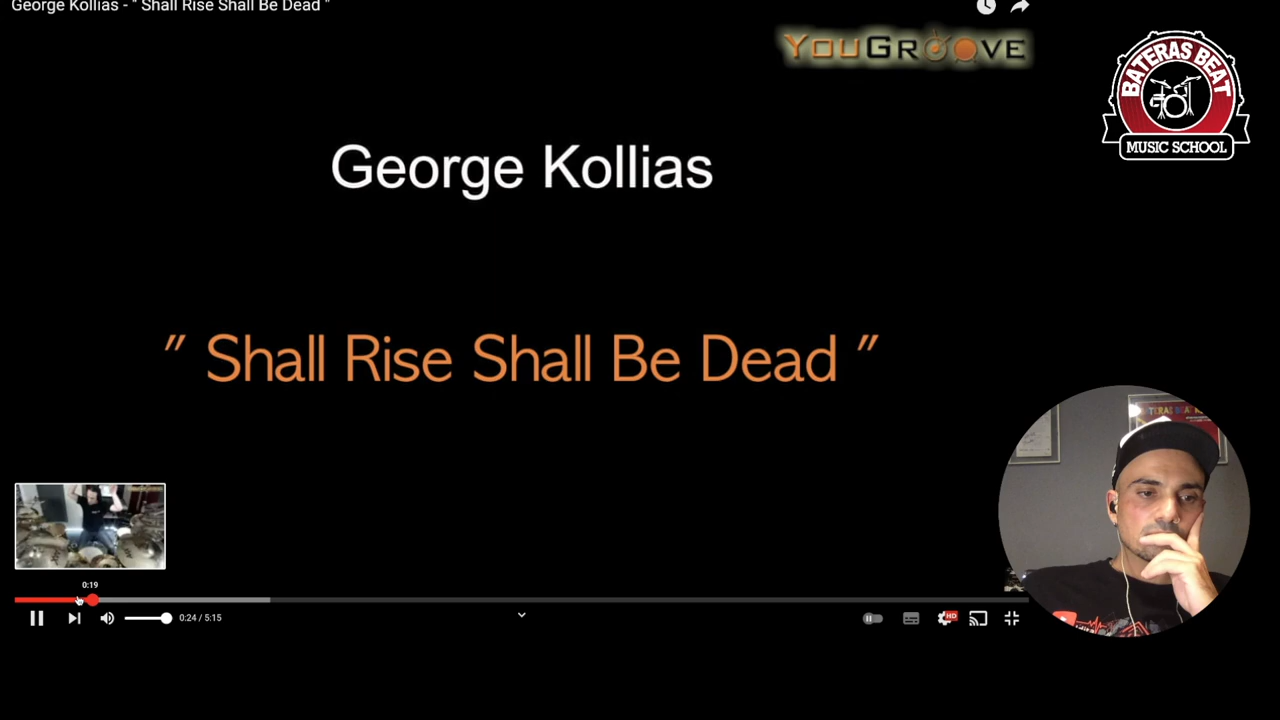 George Kollias - " Shall Rise Shall Be Dead "
YOUGROOVE
BATERAS BEAT
MUSIC SCHOOL
George Kollias
" Shall Rise Shall Be Dead "
0:19
0:24 / 5:15
HD